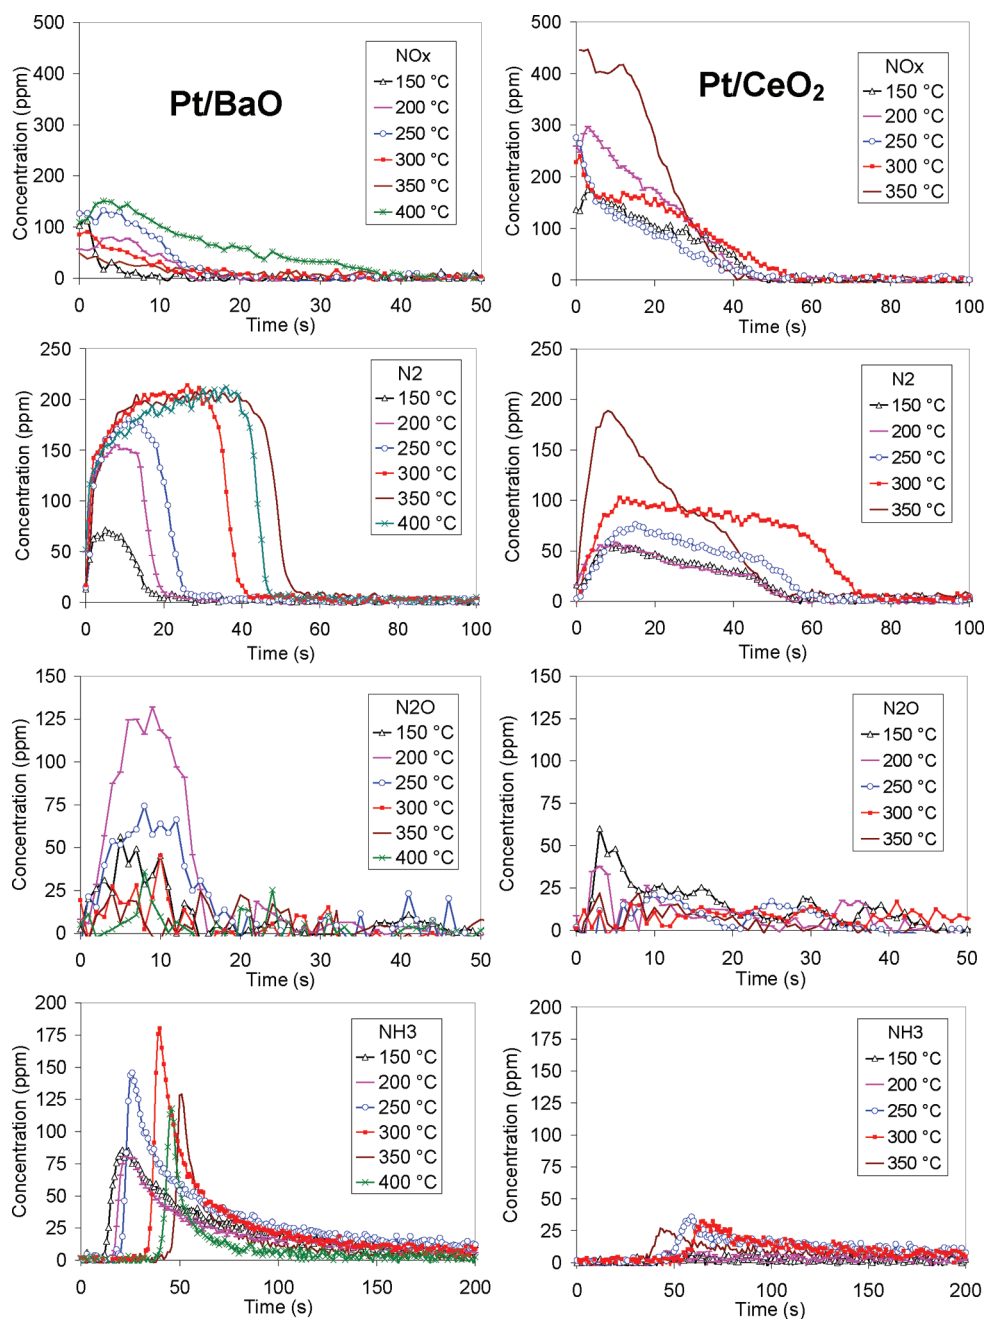 Pt/BaO
Concentration (ppm)
500
400
300
200
100
0
0 10 20 30 40 50
Time (s)
NOx
150 °C
200 °C
250 °C
300 °C
350 °C
400 °C
Pt/CeO2
Concentration (ppm)
500
400
300
200
100
0
0 20 40 60 80 100
Time (s)
NOx
150 °C
200 °C
250 °C
300 °C
350 °C
Concentration (ppm)
250
200
150
100
50
0
0 20 40 60 80 100
Time (s)
N2
150 °C
200 °C
250 °C
300 °C
350 °C
400 °C
Concentration (ppm)
250
200
150
100
50
0
0 20 40 60 80 100
Time (s)
N2
150 °C
200 °C
250 °C
300 °C
350 °C
Concentration (ppm)
150
125
100
75
50
25
0
0 10 20 30 40 50
Time (s)
N2O
150 °C
200 °C
250 °C
300 °C
350 °C
400 °C
Concentration (ppm)
150
125
100
75
50
25
0
0 10 20 30 40 50
Time (s)
N2O
150 °C
200 °C
250 °C
300 °C
350 °C
Concentration (ppm)
200
175
150
125
100
75
50
25
0
0 50 100 150 200
Time (s)
NH3
150 °C
200 °C
250 °C
300 °C
350 °C
400 °C
Concentration (ppm)
200
175
150
125
100
75
50
25
0
0 50 100 150 200
Time (s)
NH3
150 °C
200 °C
250 °C
300 °C
350 °C